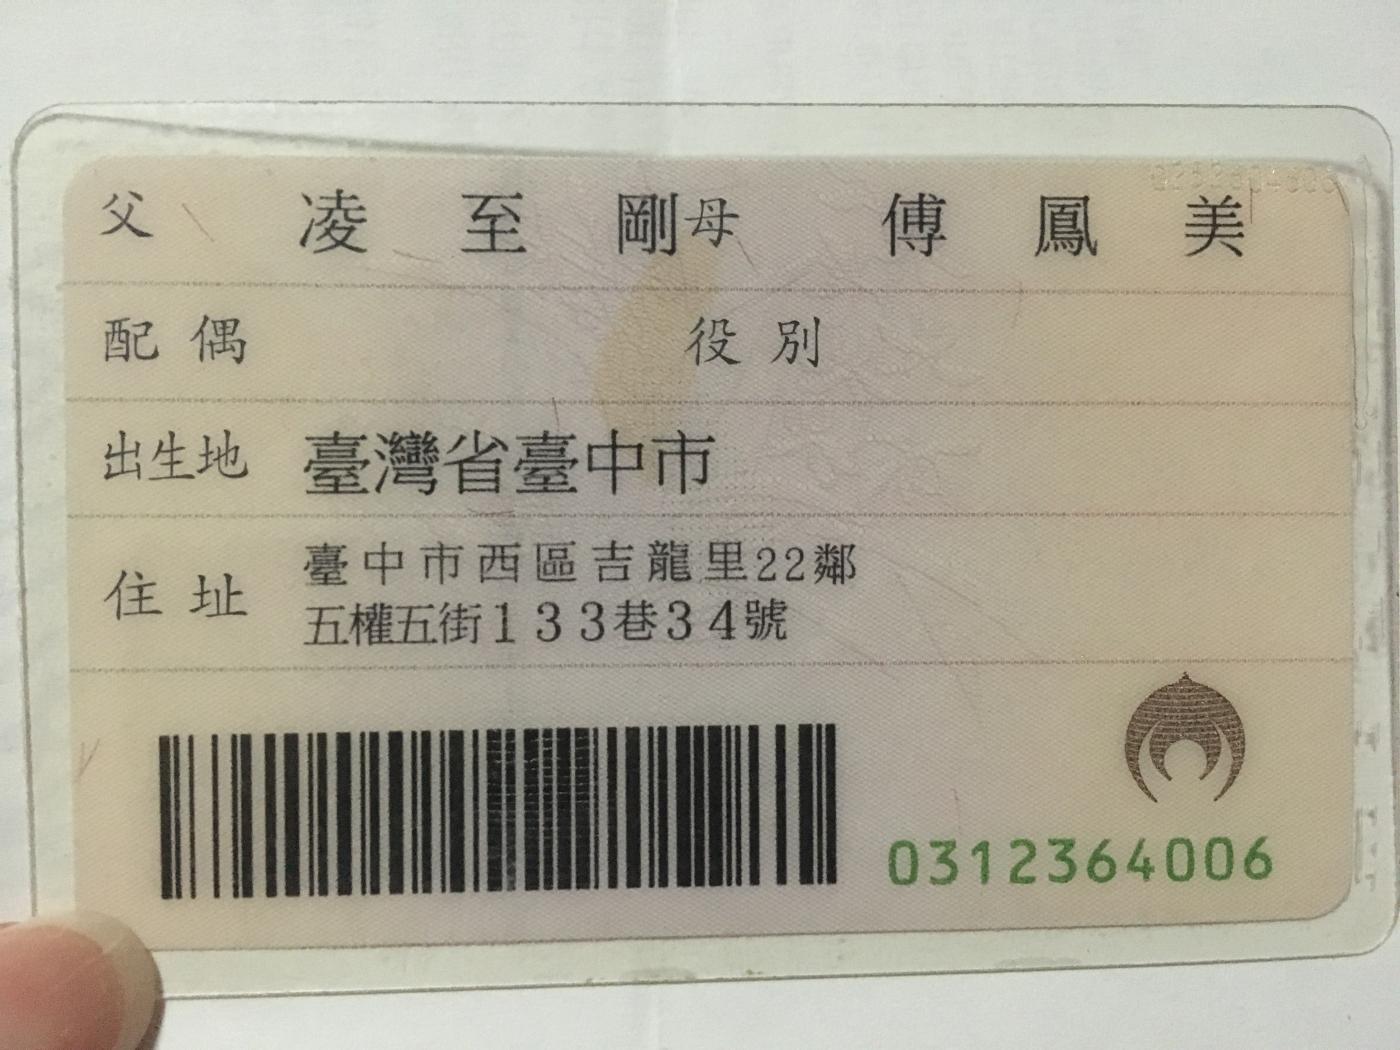 父 凌至剛 母 傅鳳美
配偶 役別
出生地 臺灣省臺中市
住址 臺中市西區吉龍里22鄰
五權五街133巷34號
0312364006